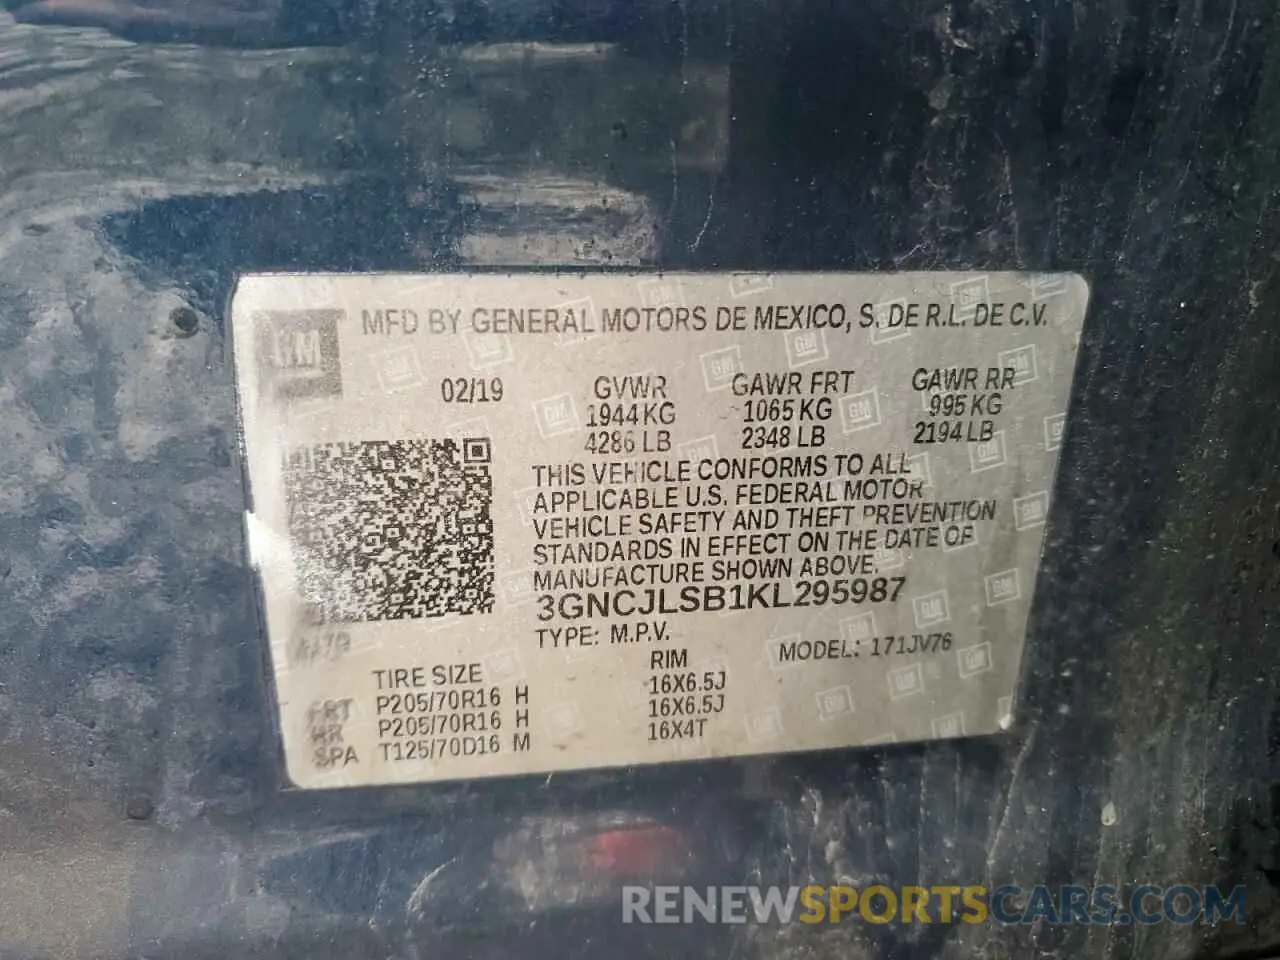 GM
MFD BY GENERAL MOTORS DE MEXICO, S. DE R.L. DE C.V.
02/19 GVWR GAWR FRT GAWR RR
1944 KG 1065 KG 995 KG
4286 LB 2348 LB 2194 LB
THIS VEHICLE CONFORMS TO ALL
APPLICABLE U.S. FEDERAL MOTOR
VEHICLE SAFETY AND THEFT PREVENTION
STANDARDS IN EFFECT ON THE DATE OF
MANUFACTURE SHOWN ABOVE.
3GNCJLSB1KL295987
TYPE: M.P.V. MODEL: 171JV76
TIRE SIZE RIM
FRT P205/70R16 H 16X6.5J
RR P205/70R16 H 16X6.5J
SPA T125/70D16 M 16X4T
RENEWSPORTSCARS.COM